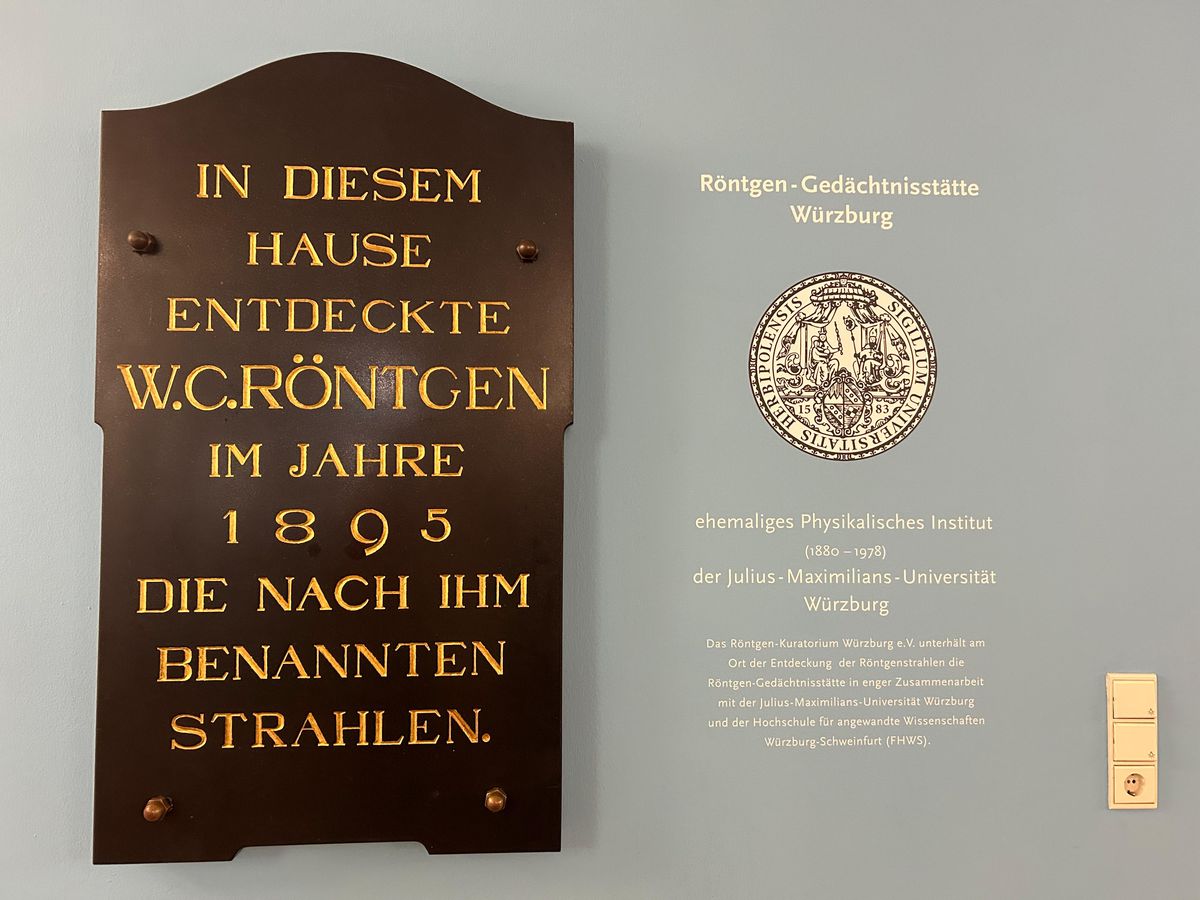 IN DIESEM
HAUSE
ENTDECKTE
W.C.RÖNTGEN
IM JAHRE
1895
DIE NACH IHM
BENANNTEN
STRAHLEN.
Röntgen-Gedächtnisstätte
Würzburg
SIGILLUM UNIVERSITATIS HERBIPOLENSIS
15 83
ehemaliges Physikalisches Institut
(1880 – 1978)
der Julius-Maximilians-Universität
Würzburg
Das Röntgen-Kuratorium Würzburg e.V. unterhält am
Ort der Entdeckung der Röntgenstrahlen die
Röntgen-Gedächtnisstätte in enger Zusammenarbeit
mit der Julius-Maximilians-Universität Würzburg
und der Hochschule für angewandte Wissenschaften
Würzburg-Schweinfurt (FHWS).